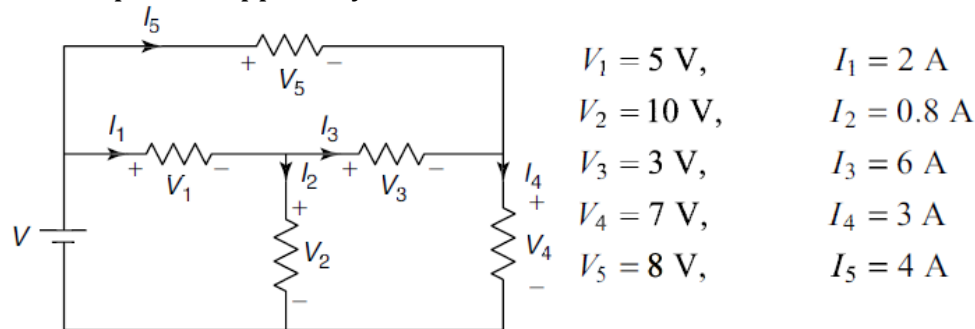 I5
+ V5 −
I1 I3
+ V1 − I2 + V3 − I4
+ +
V V2 V4
− −
V1 = 5 V, I1 = 2 A
V2 = 10 V, I2 = 0.8 A
V3 = 3 V, I3 = 6 A
V4 = 7 V, I4 = 3 A
V5 = 8 V, I5 = 4 A